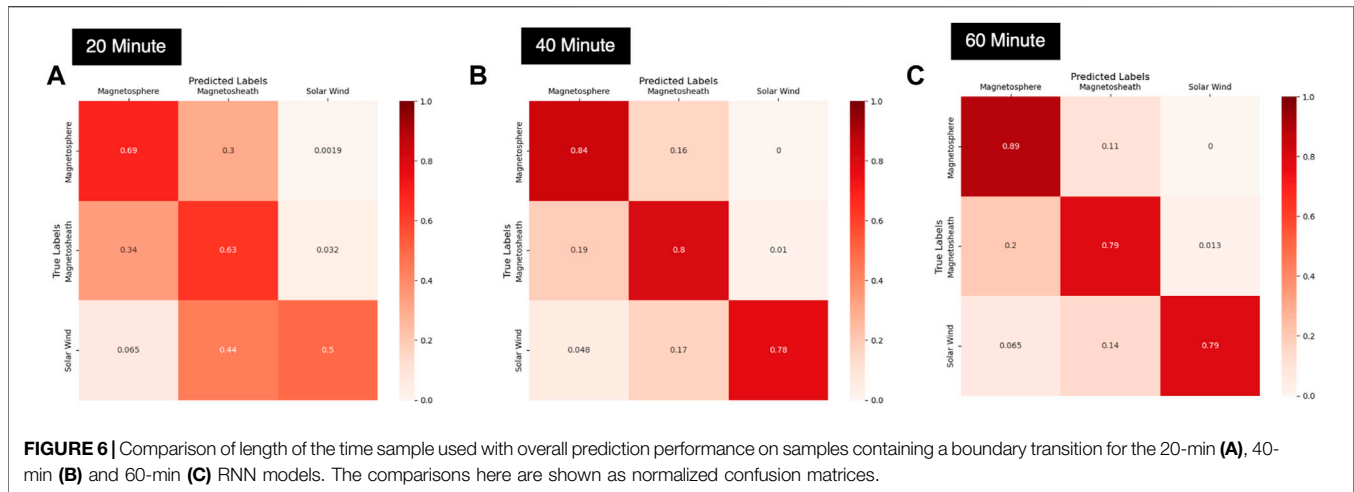 20 Minute
A
Predicted Labels
Magnetosphere Magnetosheath Solar Wind
True Labels
Magnetosphere
Magnetosheath
Solar Wind
0.69 0.3 0.0019
0.34 0.63 0.032
0.065 0.44 0.5
1.0
0.8
0.6
0.4
0.2
0.0
40 Minute
B
Predicted Labels
Magnetosphere Magnetosheath Solar Wind
True Labels
Magnetosphere
Magnetosheath
Solar Wind
0.84 0.16 0
0.19 0.8 0.01
0.048 0.17 0.78
1.0
0.8
0.6
0.4
0.2
0.0
60 Minute
C
Predicted Labels
Magnetosphere Magnetosheath Solar Wind
True Labels
Magnetosphere
Magnetosheath
Solar Wind
0.89 0.11 0
0.2 0.79 0.013
0.065 0.14 0.79
1.0
0.8
0.6
0.4
0.2
0.0
FIGURE 6 | Comparison of length of the time sample used with overall prediction performance on samples containing a boundary transition for the 20-min (A), 40-
min (B) and 60-min (C) RNN models. The comparisons here are shown as normalized confusion matrices.